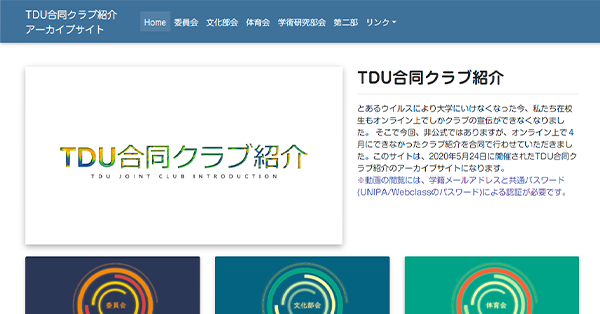 TDU合同クラブ紹介
アーカイブサイト
Home 委員会 文化部会 体育会 学術研究部会 第二部 リンク
TDU合同クラブ紹介
TDU JOINT CLUB INTRODUCTION
TDU合同クラブ紹介
とあるウイルスにより大学にいけなくなった今、私たち在校
生もオンライン上でしかクラブの宣伝ができなくなりまし
た。 そこで今回、非公式ではありますが、オンライン上で４
月にできなかったクラブ紹介を合同で行わせていただきまし
た。このサイトは、2020年5月24日に開催されたTDU合同ク
ラブ紹介のアーカイブサイトになります。
※動画の閲覧には、学籍メールアドレスと共通パスワード
(UNIPA/Webclassのパスワード)による認証が必要です。
委員会
文化部会
体育会